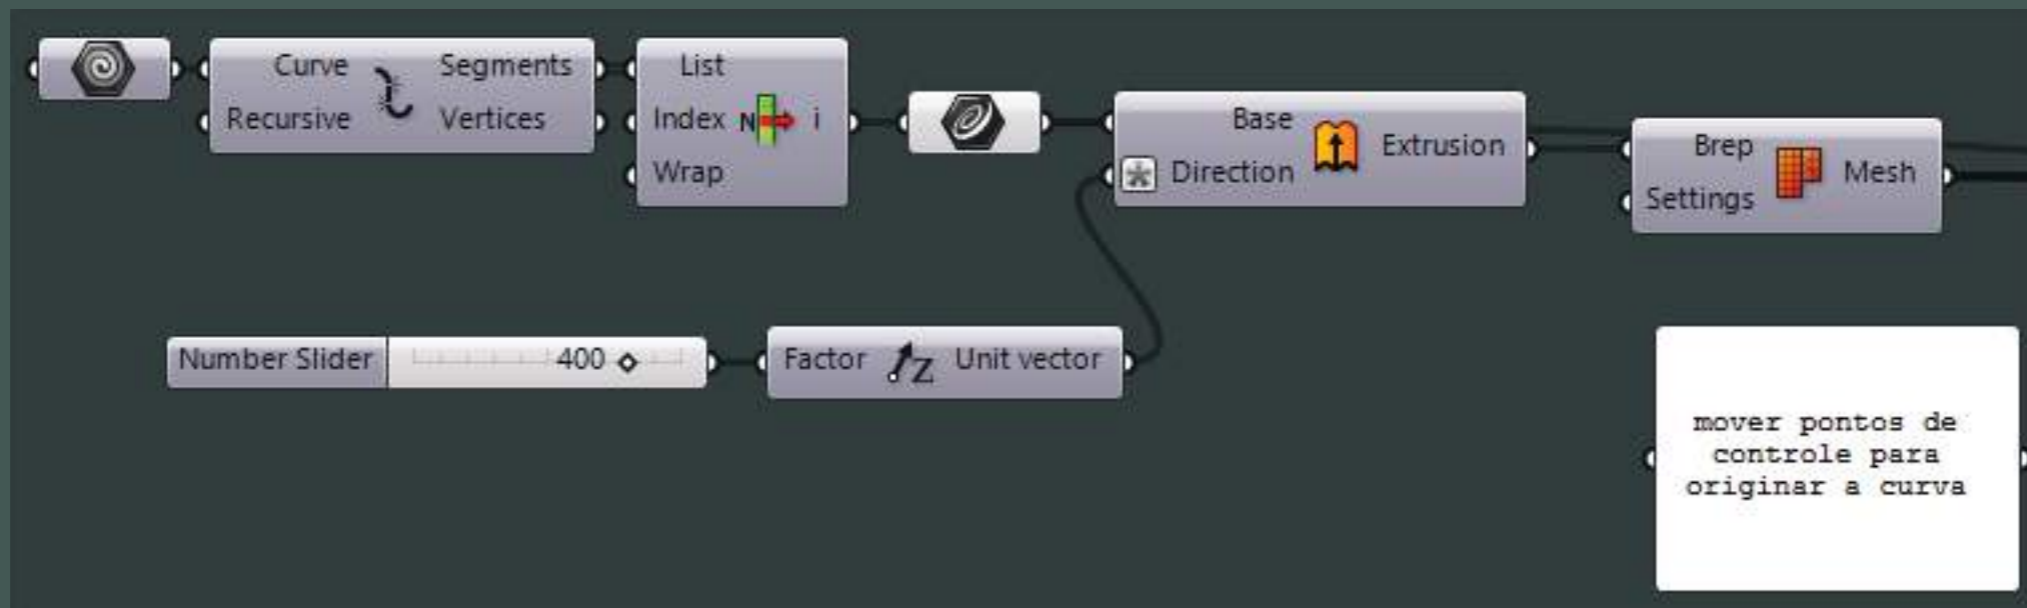 Curve Segments
Recursive Vertices
List
Index N i
Wrap
Base
Direction Extrusion
Brep
Settings Mesh
Number Slider 400
Factor Z Unit vector
mover pontos de
controle para
originar a curva